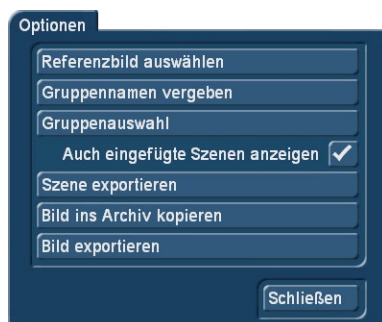 Optionen
Referenzbild auswählen
Gruppennamen vergeben
Gruppenauswahl
Auch eingefügte Szenen anzeigen
Szene exportieren
Bild ins Archiv kopieren
Bild exportieren
Schließen